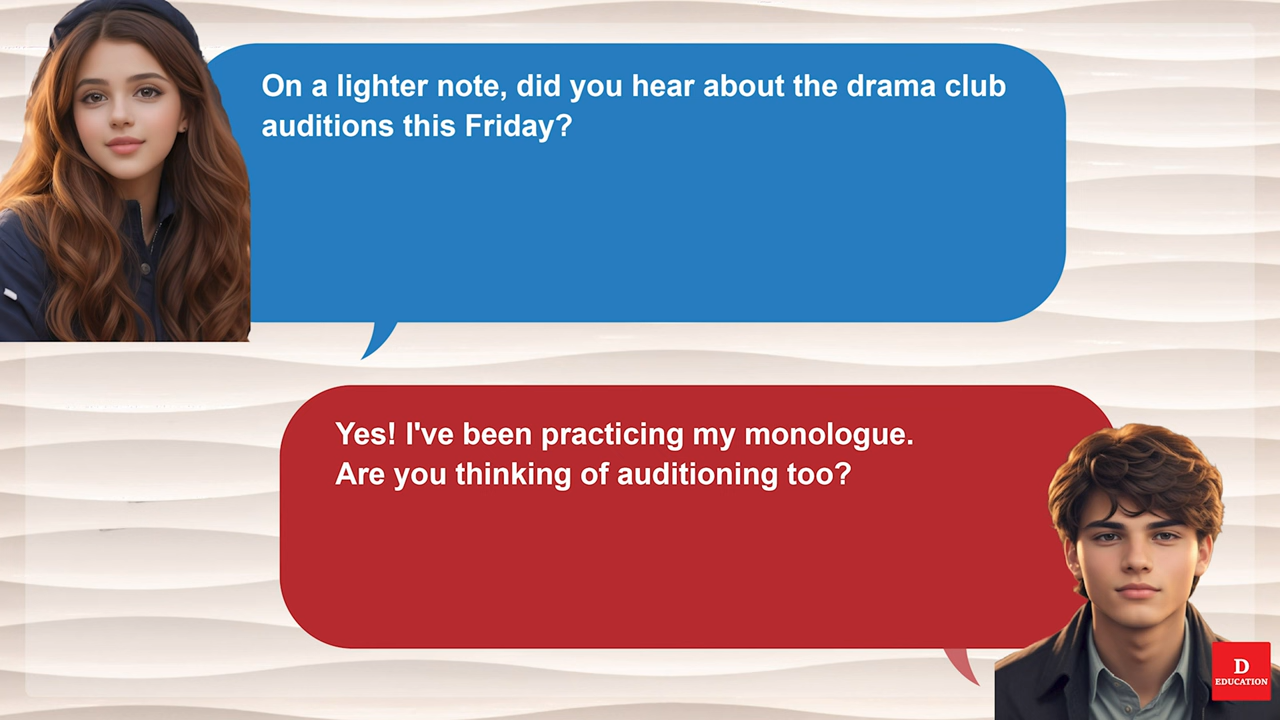 On a lighter note, did you hear about the drama club
auditions this Friday?
Yes! I've been practicing my monologue.
Are you thinking of auditioning too?
D
EDUCATION